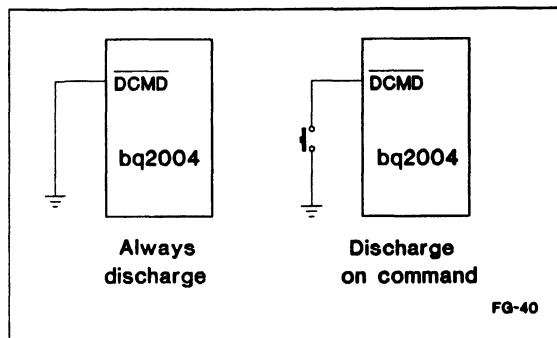 DCMD
bq2004
Always
discharge
DCMD
bq2004
Discharge
on command
FG-40